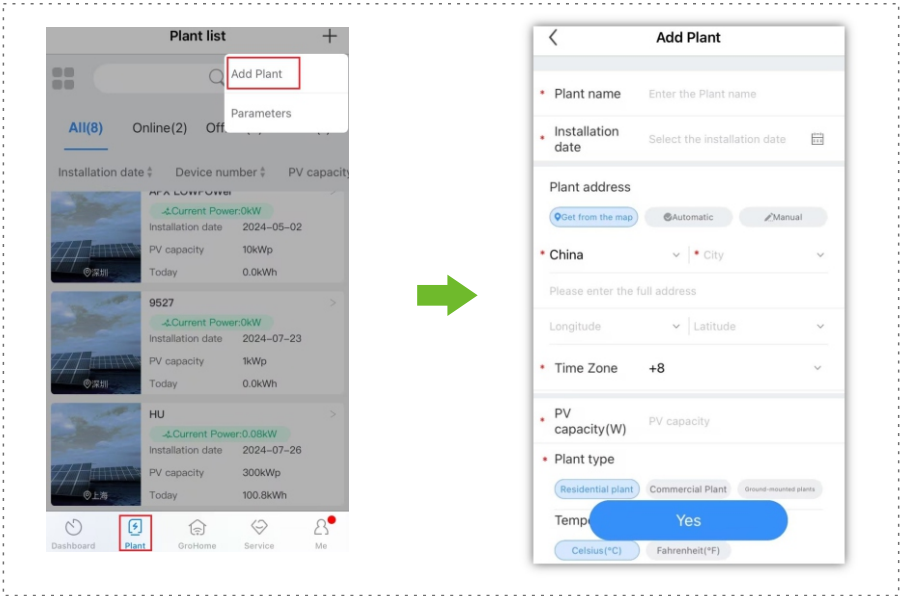 Plant list
Add Plant
Parameters
All(8) Online(2)
Installation date Device number PV capacity
APX LOWPower
Current Power:0kW
Installation date 2024-05-02
PV capacity 10kWp
深圳 Today 0.0kWh
9527
Current Power:0kW
Installation date 2024-07-23
PV capacity 1kWp
深圳 Today 0.0kWh
HU
Current Power:0.08kW
Installation date 2024-07-26
PV capacity 300kWp
上海 Today 100.8kWh
Dashboard Plant GroHome Service Me
Add Plant
* Plant name Enter the Plant name
* Installation date Select the installation date
Plant address
Get from the map Automatic Manual
* China * City
Please enter the full address
Longitude Latitude
* Time Zone +8
* PV capacity(W) PV capacity
* Plant type
Residential plant Commercial Plant Ground-mounted plants
Yes
Celsius(°C) Fahrenheit(°F)